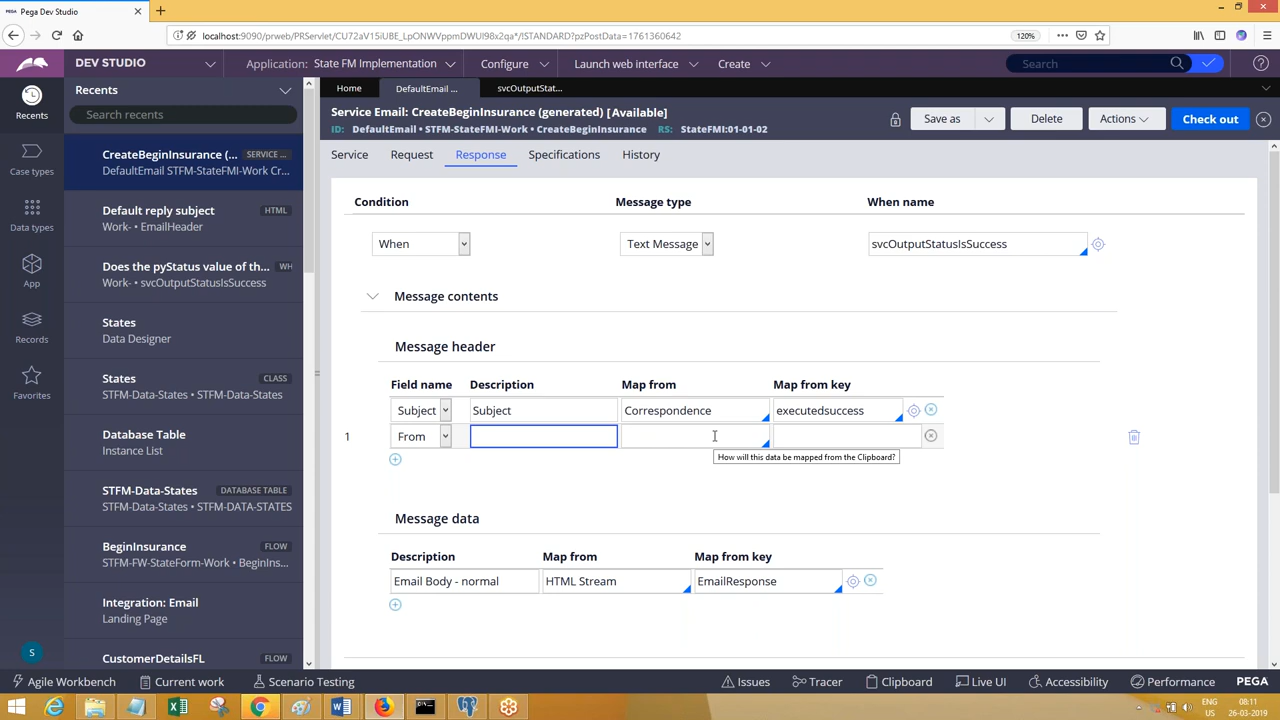 Pega Dev Studio
localhost:9090/prweb/PRServlet/CU72aV15iUBE_LpONWVppmDWUI98x2qa*/!STANDARD?pzPostData=1761360642
120%
DEV STUDIO
Application: State FM Implementation
Configure
Launch web interface
Create
Search
Recents
Case types
Data types
App
Records
Favorites
S
Recents
Search recents
CreateBeginInsurance (... SERVICE ...
DefaultEmail STFM-StateFMI-Work Cr...
Default reply subject HTML
Work- • EmailHeader
Does the pyStatus value of th... WH
Work- • svcOutputStatusIsSuccess
States
Data Designer
States CLASS
STFM-Data-States • STFM-Data-States
Database Table
Instance List
STFM-Data-States DATABASE TABLE
STFM-Data-States • STFM-DATA-STATES
BeginInsurance FLOW
STFM-FW-StateForm-Work • BeginIns...
Integration: Email
Landing Page
CustomerDetailsFL FLOW
Home
DefaultEmail ...
svcOutputStat...
Service Email: CreateBeginInsurance (generated) [Available]
ID: DefaultEmail • STFM-StateFMI-Work • CreateBeginInsurance RS: StateFMI:01-01-02
Save as
Delete
Actions
Check out
Service
Request
Response
Specifications
History
Condition Message type When name
When Text Message svcOutputStatusIsSuccess
Message contents
Message header
Field name Description Map from Map from key
Subject Subject Correspondence executedsuccess
1 From
How will this data be mapped from the Clipboard?
Message data
Description Map from Map from key
Email Body - normal HTML Stream EmailResponse
Agile Workbench
Current work
Scenario Testing
Issues
Tracer
Clipboard
Live UI
Accessibility
Performance
PEGA
ENG
US
08:11
26-03-2019